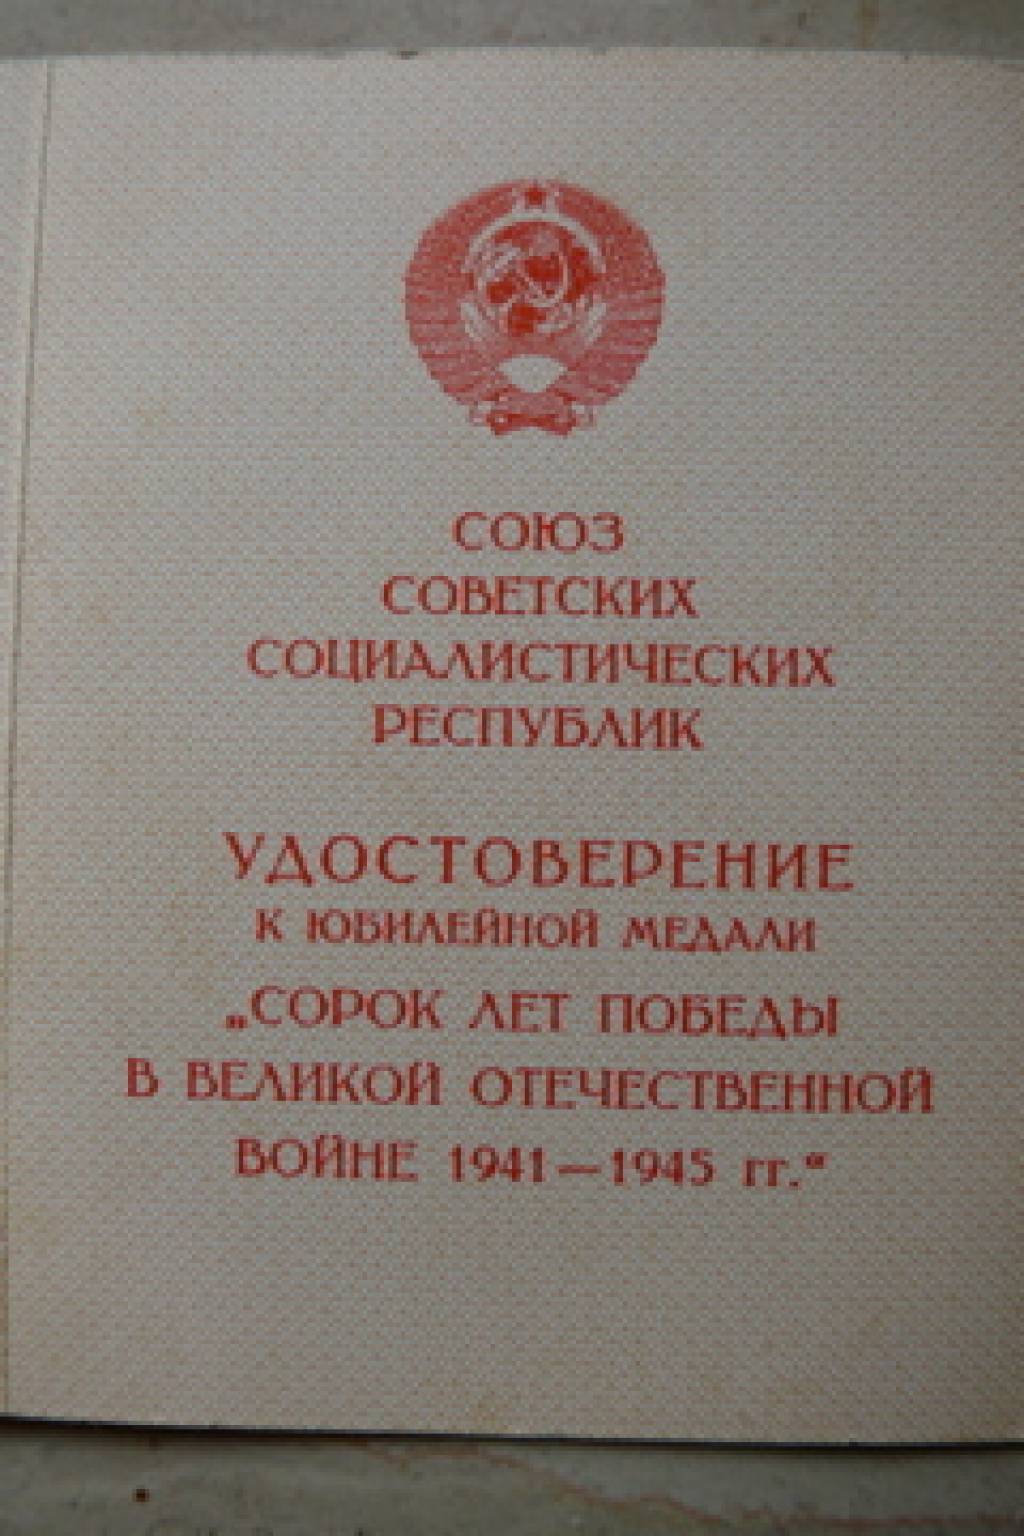 СОЮЗ
СОВЕТСКИХ
СОЦИАЛИСТИЧЕСКИХ
РЕСПУБЛИК
УДОСТОВЕРЕНИЕ
К ЮБИЛЕЙНОЙ МЕДАЛИ
„СОРОК ЛЕТ ПОБЕДЫ
В ВЕЛИКОЙ ОТЕЧЕСТВЕННОЙ
ВОЙНЕ 1941—1945 гг.“